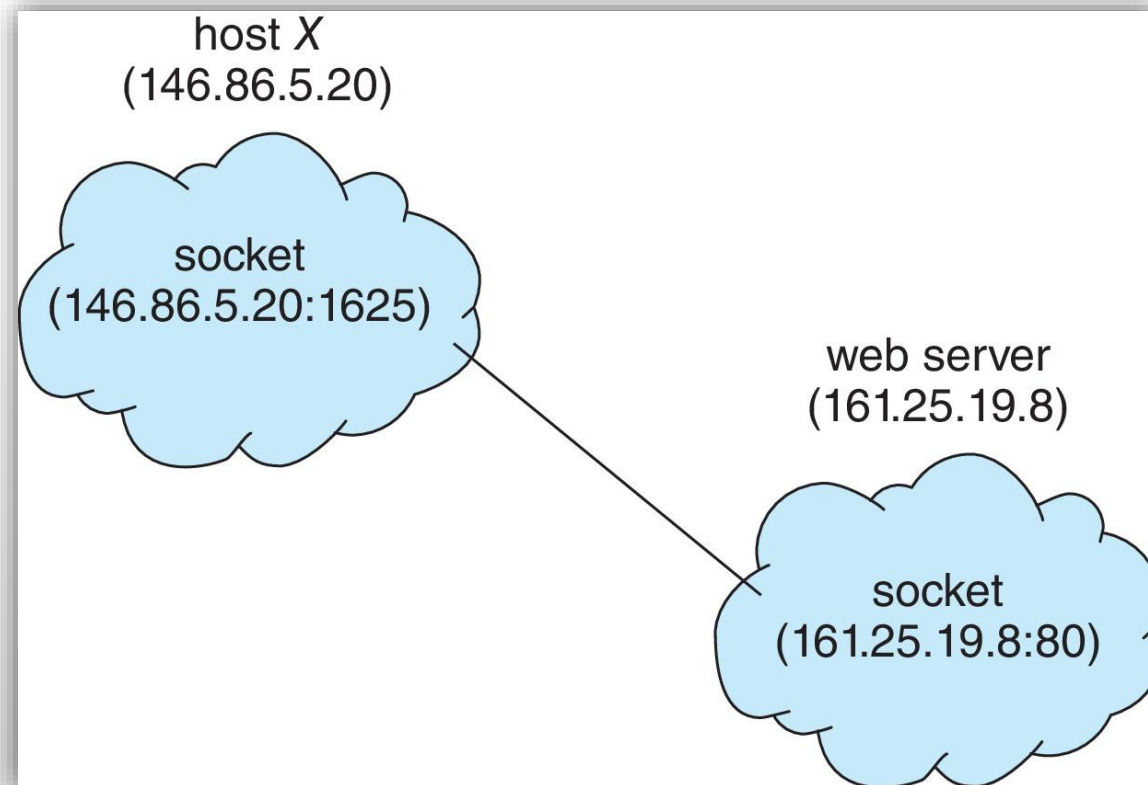 host X
(146.86.5.20)
socket
(146.86.5.20:1625)
web server
(161.25.19.8)
socket
(161.25.19.8:80)